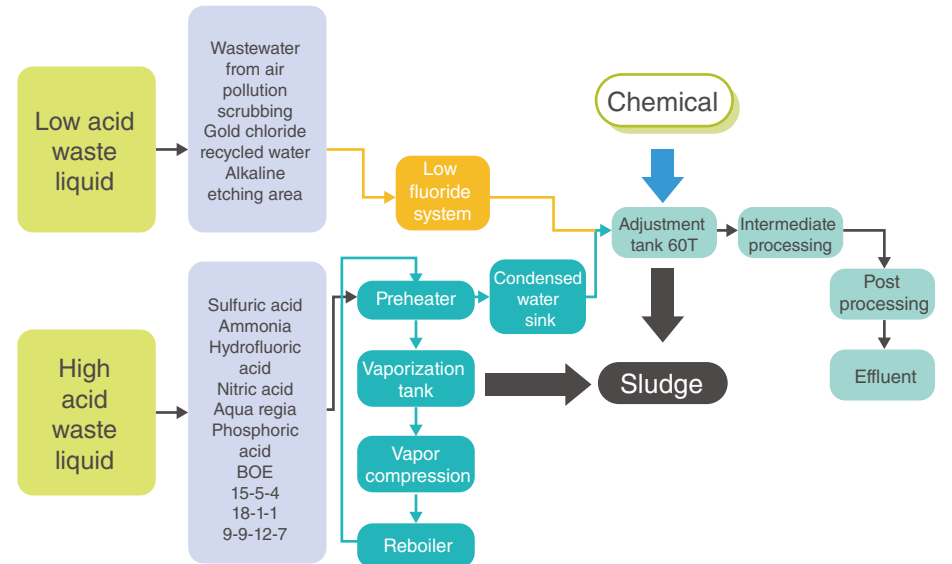 Low acid
waste
liquid
Wastewater
from air
pollution
scrubbing
Gold chloride
recycled water
Alkaline
etching area
Low
fluoride
system
Chemical
Adjustment
tank 60T
Intermediate
processing
Post
processing
Effluent
High
acid
waste
liquid
Sulfuric acid
Ammonia
Hydrofluoric
acid
Nitric acid
Aqua regia
Phosphoric
acid
BOE
15-5-4
18-1-1
9-9-12-7
Preheater
Condensed
water
sink
Vaporization
tank
Sludge
Vapor
compression
Reboiler